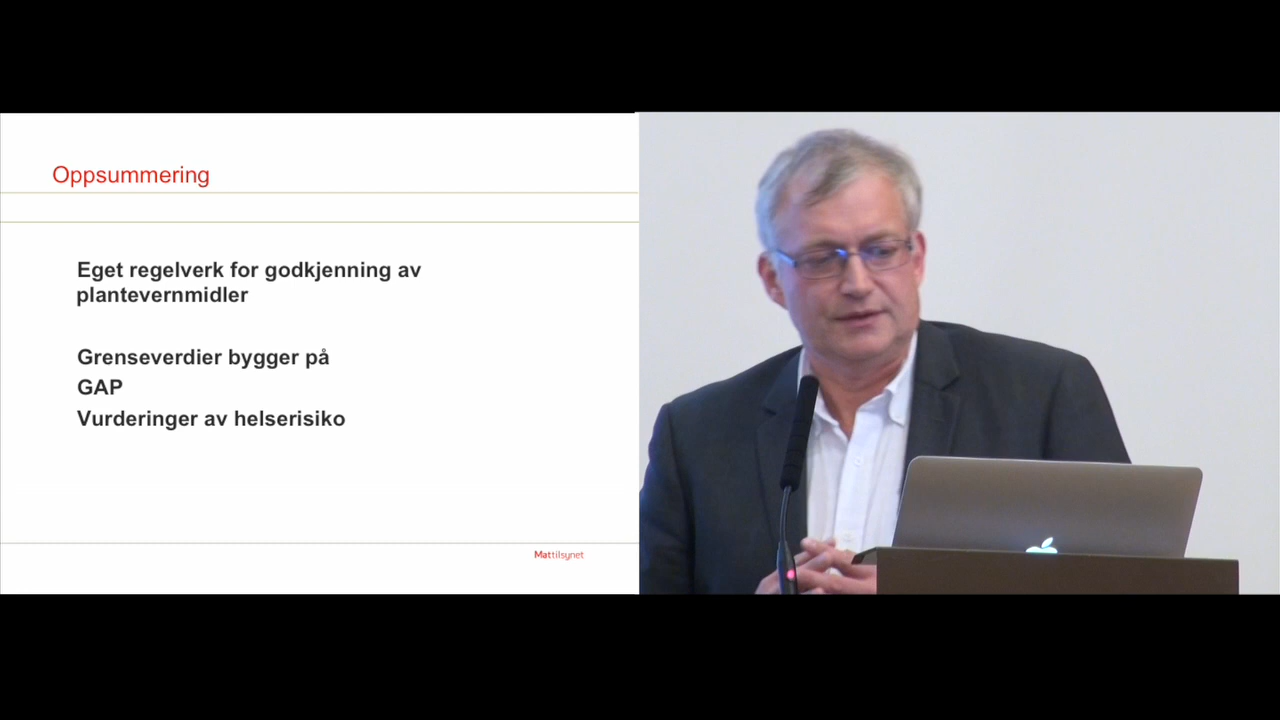 Oppsummering
Eget regelverk for godkjenning av
plantevernmidler
Grenseverdier bygger på
GAP
Vurderinger av helserisiko
Mattilsynet